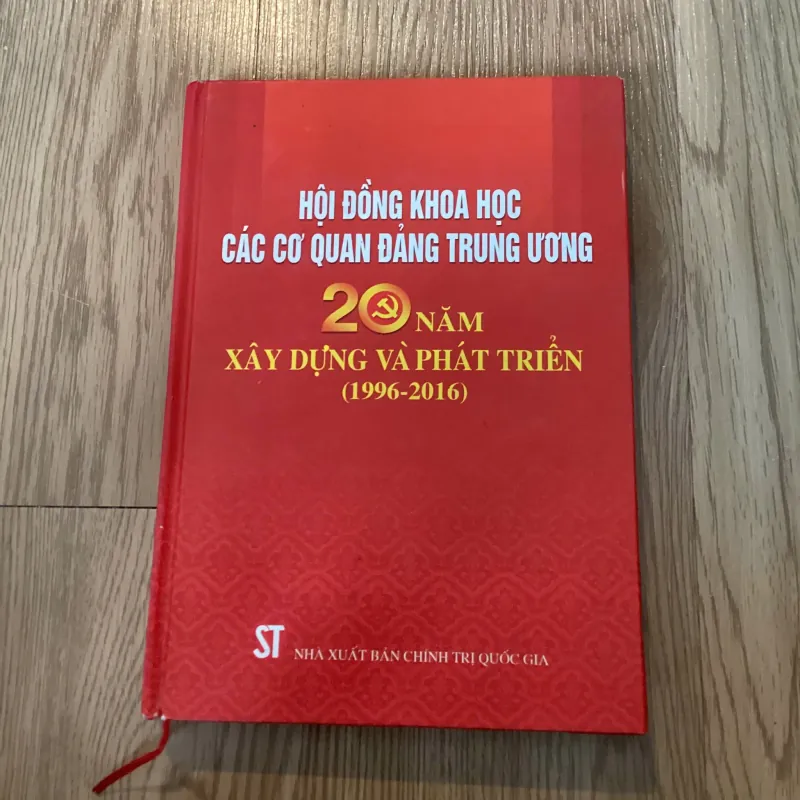 HỘI ĐỒNG KHOA HỌC
CÁC CƠ QUAN ĐẢNG TRUNG ƯƠNG
20 NĂM
XÂY DỰNG VÀ PHÁT TRIỂN
(1996-2016)
ST NHÀ XUẤT BẢN CHÍNH TRỊ QUỐC GIA